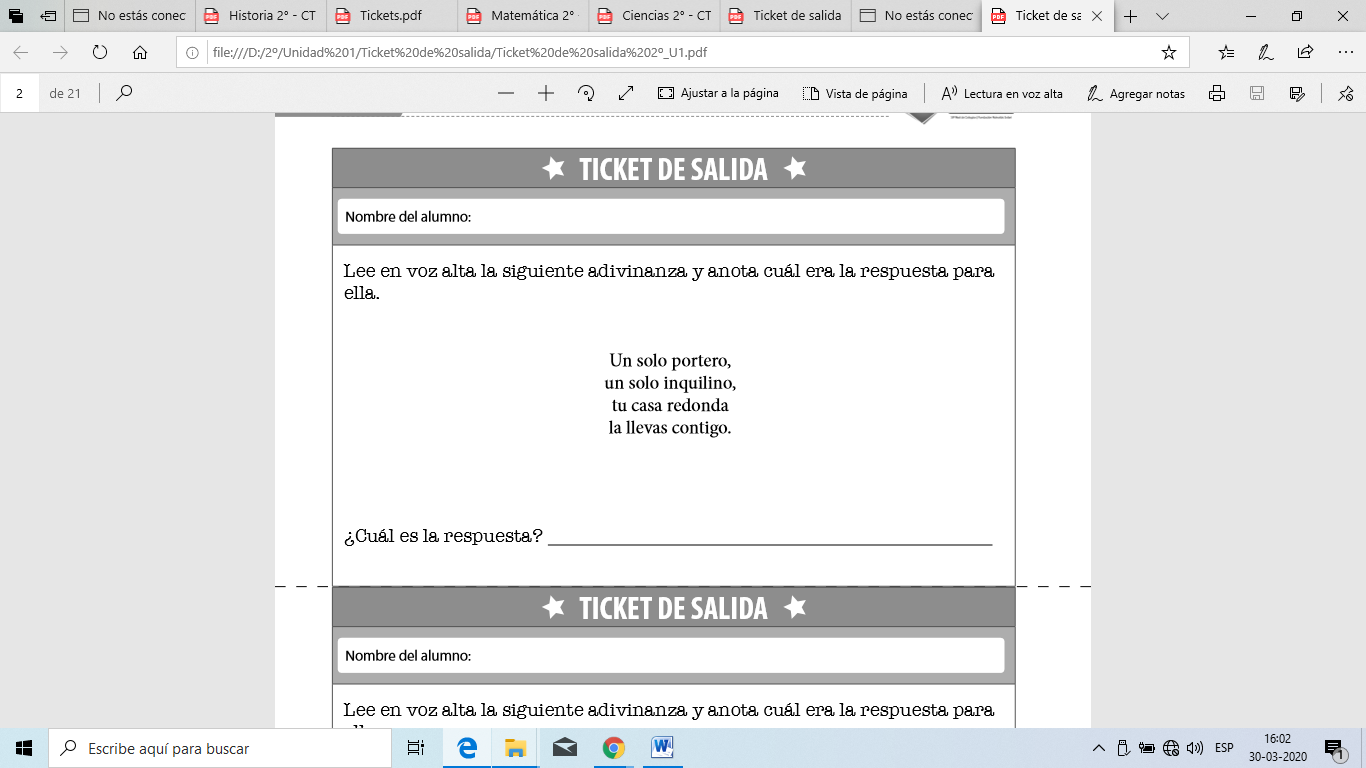 No estás conec
Historia 2° - CT
Tickets.pdf
Matemática 2°
Ciencias 2° - CT
Ticket de salida
No estás conec
Ticket de sa
file:///D:/2º/Unidad%201/Ticket%20de%20salida/Ticket%20de%20salida%202º_U1.pdf
2 de 21
Ajustar a la página
Vista de página
Lectura en voz alta
Agregar notas
TICKET DE SALIDA
Nombre del alumno:
Lee en voz alta la siguiente adivinanza y anota cuál era la respuesta para
ella.
Un solo portero,
un solo inquilino,
tu casa redonda
la llevas contigo.
¿Cuál es la respuesta?
TICKET DE SALIDA
Nombre del alumno:
Lee en voz alta la siguiente adivinanza y anota cuál era la respuesta para
Escribe aquí para buscar
ESP
16:02
30-03-2020
1